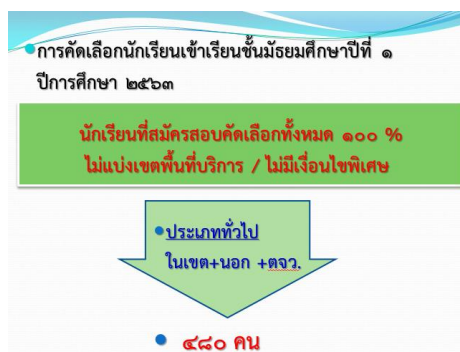 การคัดเลือกนักเรียนเข้าเรียนชั้นมัธยมศึกษาปีที่ ๑
ปีการศึกษา ๒๕๖๓
นักเรียนที่สมัครสอบคัดเลือกทั้งหมด ๑๐๐ %
ไม่แบ่งเขตพื้นที่บริการ / ไม่มีเงื่อนไขพิเศษ
ประเภททั่วไป
ในเขต+นอก +ตจว.
๔๘๐ คน